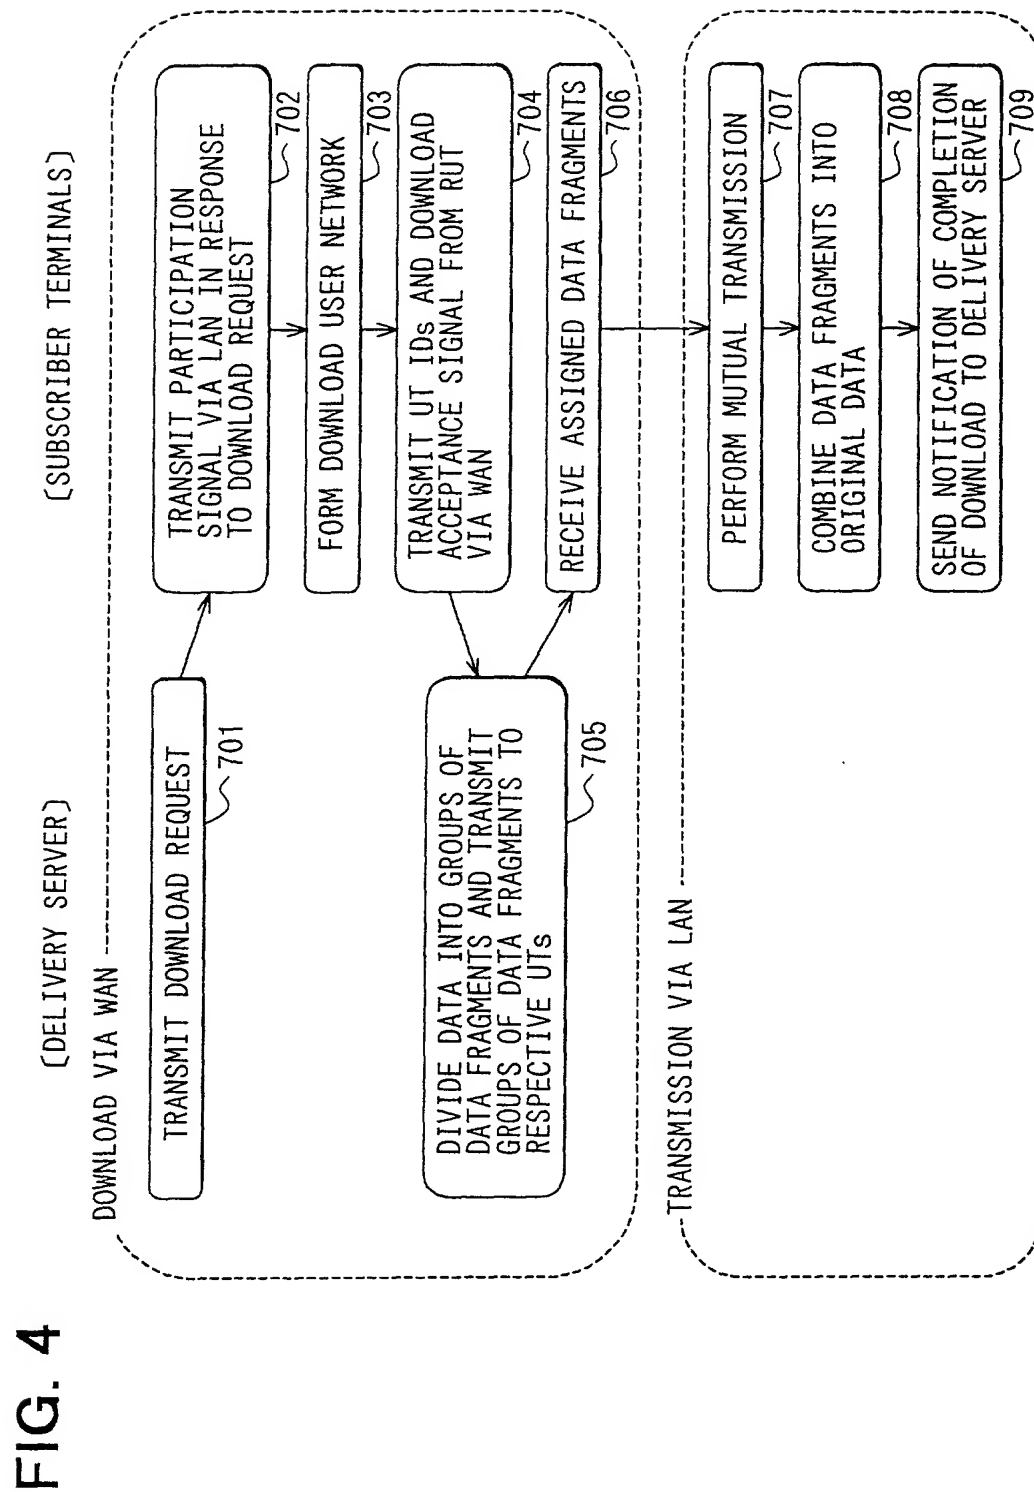 FIG. 4
[DELIVERY SERVER]
[SUBSCRIBER TERMINALS]
DOWNLOAD VIA WAN
TRANSMIT DOWNLOAD REQUEST
701
TRANSMIT PARTICIPATION
SIGNAL VIA LAN IN RESPONSE
TO DOWNLOAD REQUEST
702
FORM DOWNLOAD USER NETWORK
703
TRANSMIT UT IDs AND DOWNLOAD
ACCEPTANCE SIGNAL FROM RUT
VIA WAN
704
DIVIDE DATA INTO GROUPS OF
DATA FRAGMENTS AND TRANSMIT
GROUPS OF DATA FRAGMENTS TO
RESPECTIVE UTs
705
RECEIVE ASSIGNED DATA FRAGMENTS
706
TRANSMISSION VIA LAN
PERFORM MUTUAL TRANSMISSION
707
COMBINE DATA FRAGMENTS INTO
ORIGINAL DATA
708
SEND NOTIFICATION OF COMPLETION
OF DOWNLOAD TO DELIVERY SERVER
709